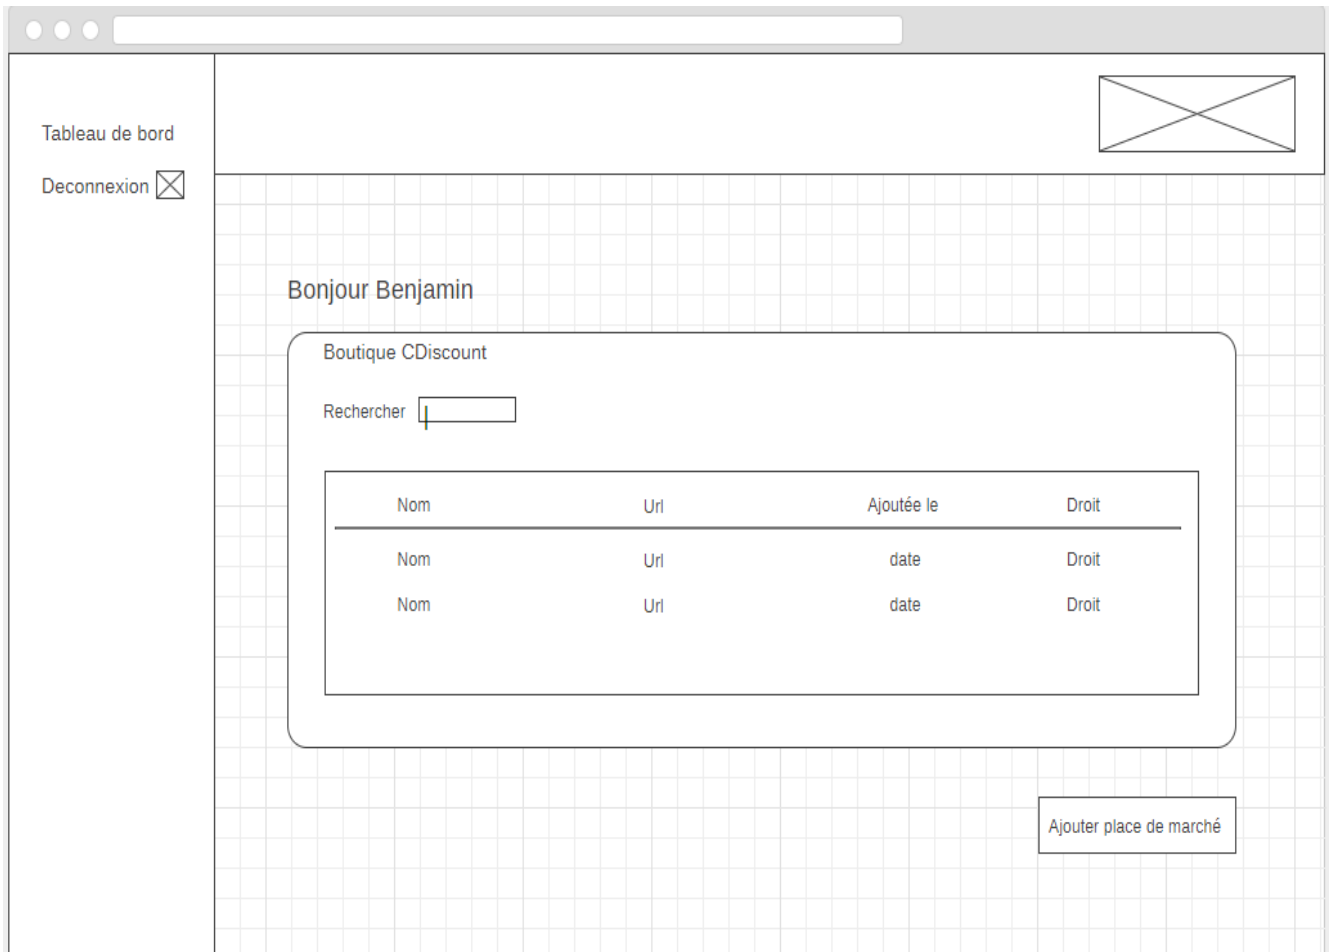 Tableau de bord
Deconnexion
Bonjour Benjamin
Boutique CDiscount
Rechercher
Nom Url Ajoutée le Droit
Nom Url date Droit
Nom Url date Droit
Ajouter place de marché